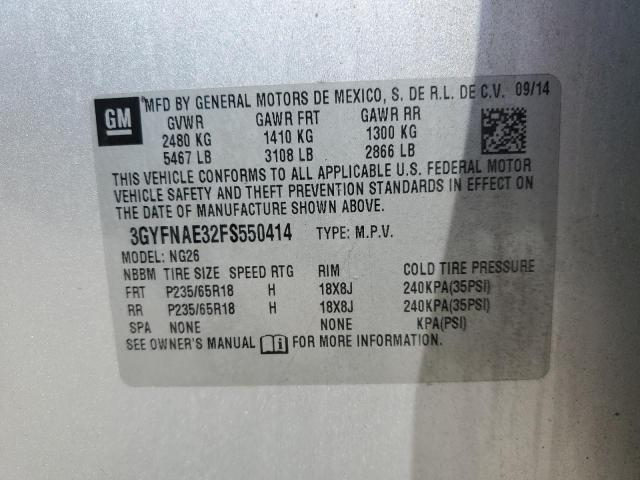 GM
MFD BY GENERAL MOTORS DE MEXICO, S. DE R.L. DE C.V. 09/14
GVWR GAWR FRT GAWR RR
2480 KG 1410 KG 1300 KG
5467 LB 3108 LB 2866 LB
THIS VEHICLE CONFORMS TO ALL APPLICABLE U.S. FEDERAL MOTOR
VEHICLE SAFETY AND THEFT PREVENTION STANDARDS IN EFFECT ON
THE DATE OF MANUFACTURE SHOWN ABOVE.
3GYFNAE32FS550414 TYPE: M.P.V.
MODEL: NG26
NBBM TIRE SIZE SPEED RTG RIM COLD TIRE PRESSURE
FRT P235/65R18 H 18X8J 240KPA(35PSI)
RR P235/65R18 H 18X8J 240KPA(35PSI)
SPA NONE NONE KPA(PSI)
SEE OWNER'S MANUAL FOR MORE INFORMATION.